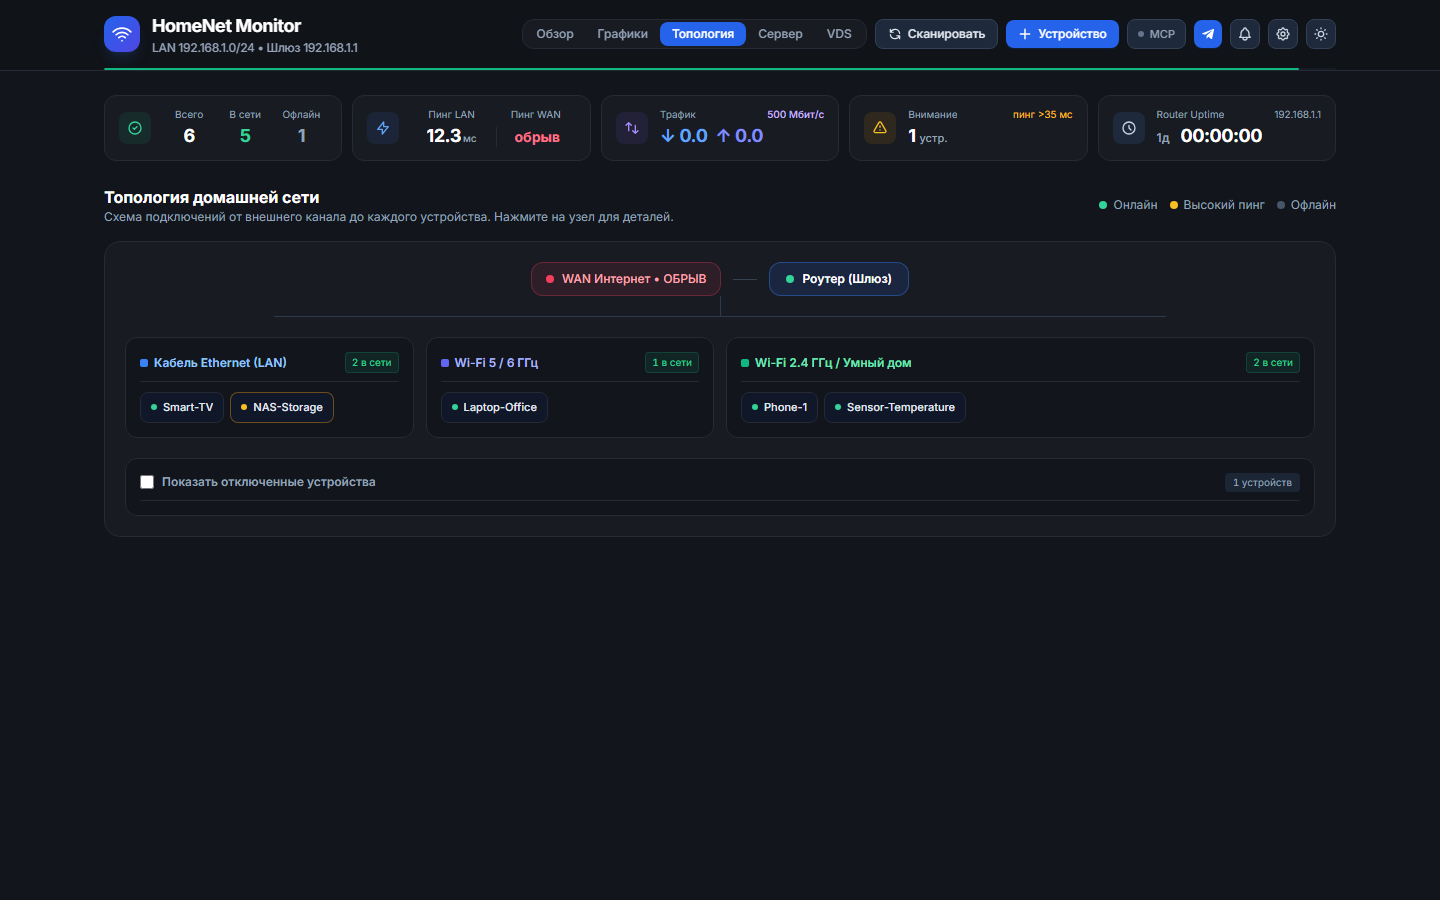 HomeNet Monitor
LAN 192.168.1.0/24 • Шлюз 192.168.1.1
Обзор Графики Топология Сервер VDS Сканировать Устройство MCP
Всего В сети Офлайн
6 5 1
Пинг LAN Пинг WAN
12.3 мс обрыв
Трафик 500 Мбит/с
↓ 0.0 ↑ 0.0
Внимание пинг >35 мс
1 устр.
Router Uptime 192.168.1.1
1д 00:00:00
Топология домашней сети
Схема подключений от внешнего канала до каждого устройства. Нажмите на узел для деталей.
Онлайн Высокий пинг Офлайн
WAN Интернет • ОБРЫВ Роутер (Шлюз)
Кабель Ethernet (LAN) 2 в сети
Smart-TV NAS-Storage
Wi-Fi 5 / 6 ГГц 1 в сети
Laptop-Office
Wi-Fi 2.4 ГГц / Умный дом 2 в сети
Phone-1 Sensor-Temperature
Показать отключенные устройства 1 устройств